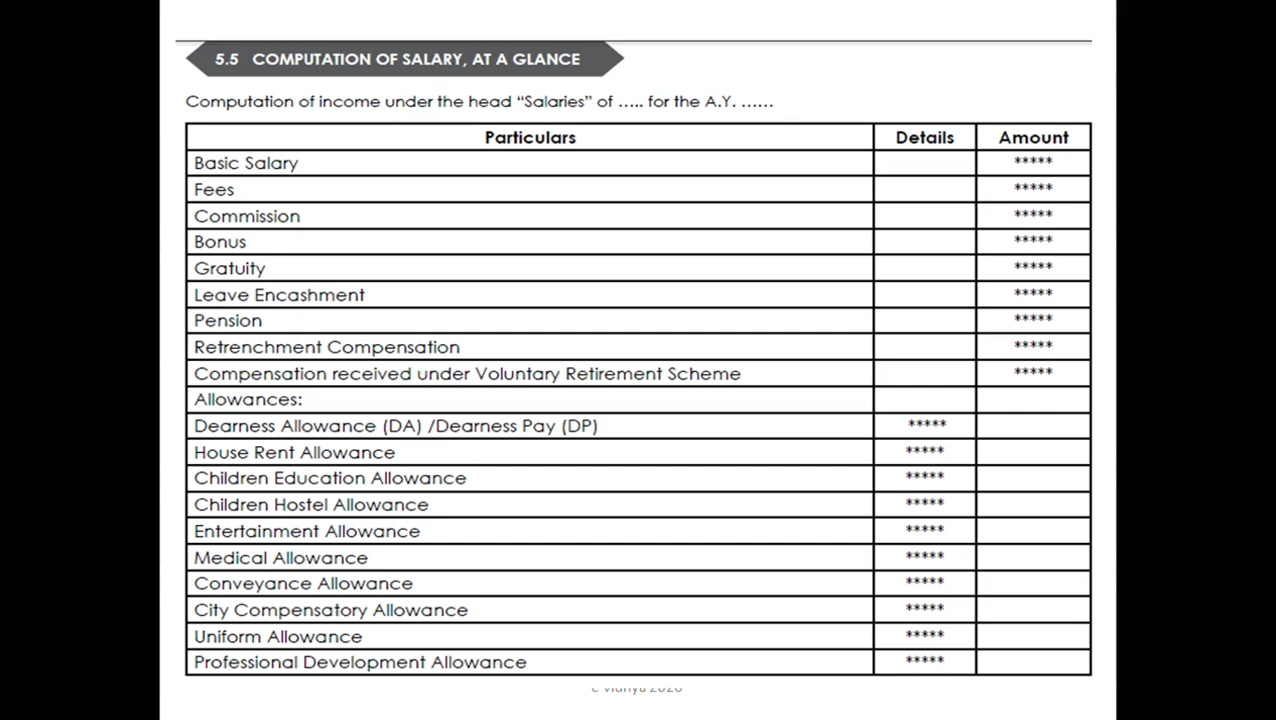 5.5 COMPUTATION OF SALARY, AT A GLANCE
Computation of income under the head “Salaries” of ….. for the A.Y. ……
Particulars Details Amount
Basic Salary *****
Fees *****
Commission *****
Bonus *****
Gratuity *****
Leave Encashment *****
Pension *****
Retrenchment Compensation *****
Compensation received under Voluntary Retirement Scheme *****
Allowances:
Dearness Allowance (DA) /Dearness Pay (DP) *****
House Rent Allowance *****
Children Education Allowance *****
Children Hostel Allowance *****
Entertainment Allowance *****
Medical Allowance *****
Conveyance Allowance *****
City Compensatory Allowance *****
Uniform Allowance *****
Professional Development Allowance *****
e Vidhya 2020